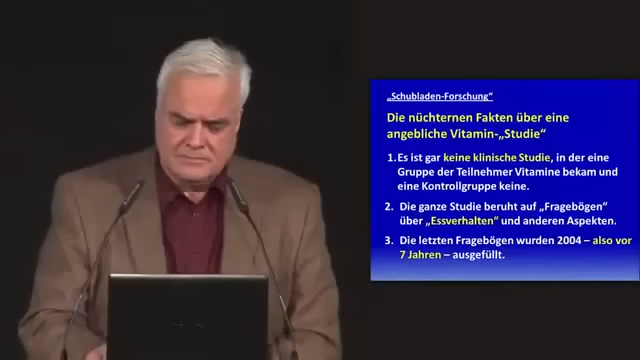 „Schubladen-Forschung“
Die nüchternen Fakten über eine
angebliche Vitamin-„Studie“
1. Es ist gar keine klinische Studie, in der eine
Gruppe der Teilnehmer Vitamine bekam und
eine Kontrollgruppe keine.
2. Die ganze Studie beruht auf „Fragebögen“
über „Essverhalten“ und anderen Aspekten.
3. Die letzten Fragebögen wurden 2004 – also vor
7 Jahren – ausgefüllt.